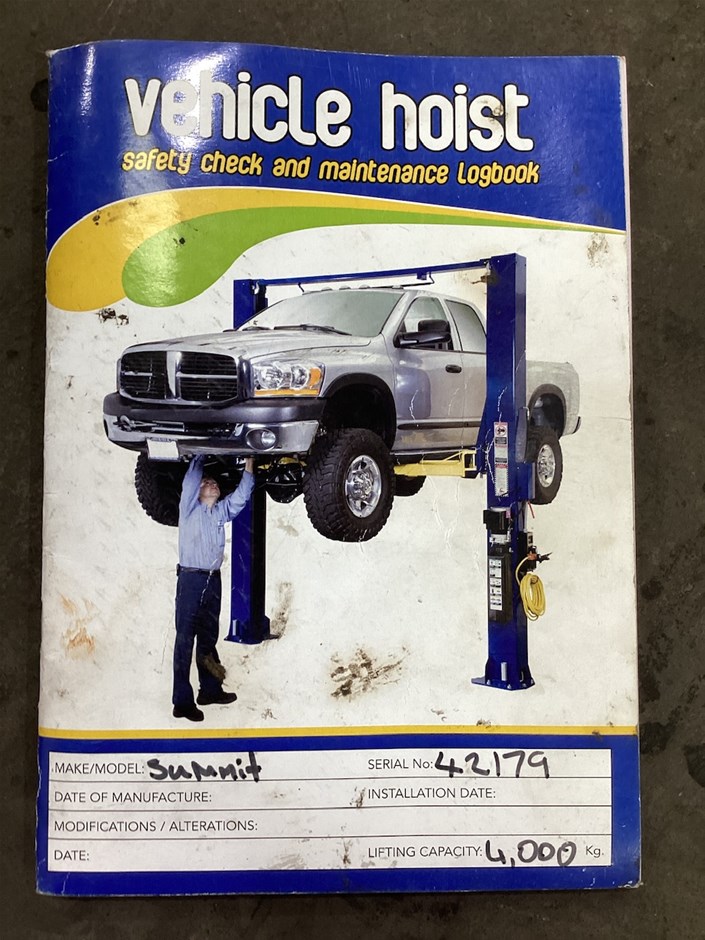 vehicle hoist
safety check and maintenance Logbook
MAKE/MODEL: Summit SERIAL No: 42179
DATE OF MANUFACTURE: INSTALLATION DATE:
MODIFICATIONS / ALTERATIONS:
DATE: LIFTING CAPACITY: 4,000 Kg.